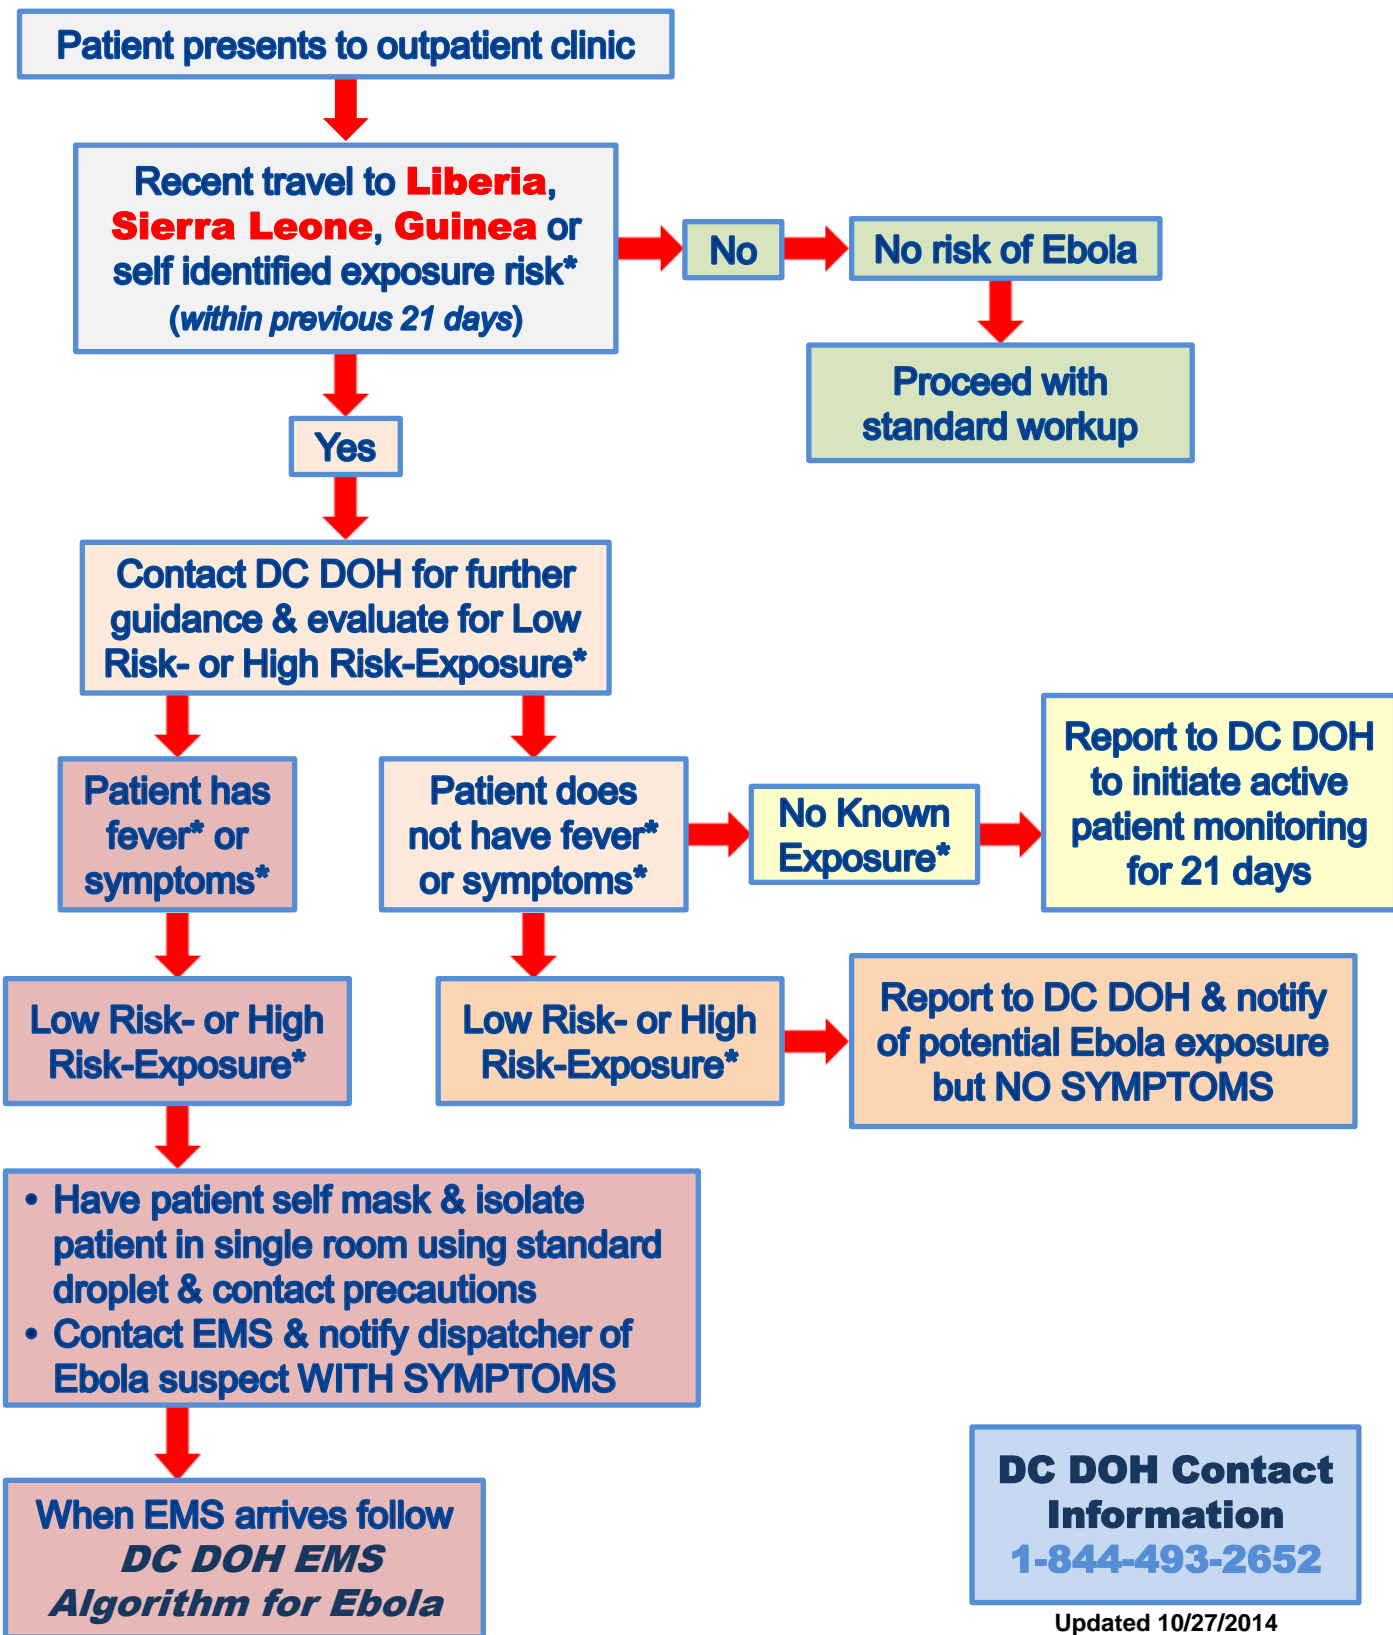 Patient presents to outpatient clinic
Recent travel to Liberia,
Sierra Leone, Guinea or
self identified exposure risk*
(within previous 21 days)
No
No risk of Ebola
Proceed with
standard workup
Yes
Contact DC DOH for further
guidance & evaluate for Low
Risk- or High Risk-Exposure*
Patient has
fever* or
symptoms*
Patient does
not have fever*
or symptoms*
No Known
Exposure*
Report to DC DOH
to initiate active
patient monitoring
for 21 days
Low Risk- or High
Risk-Exposure*
Low Risk- or High
Risk-Exposure*
Report to DC DOH & notify
of potential Ebola exposure
but NO SYMPTOMS
• Have patient self mask & isolate
patient in single room using standard
droplet & contact precautions
• Contact EMS & notify dispatcher of
Ebola suspect WITH SYMPTOMS
When EMS arrives follow
DC DOH EMS
Algorithm for Ebola
DC DOH Contact
Information
1-844-493-2652
Updated 10/27/2014